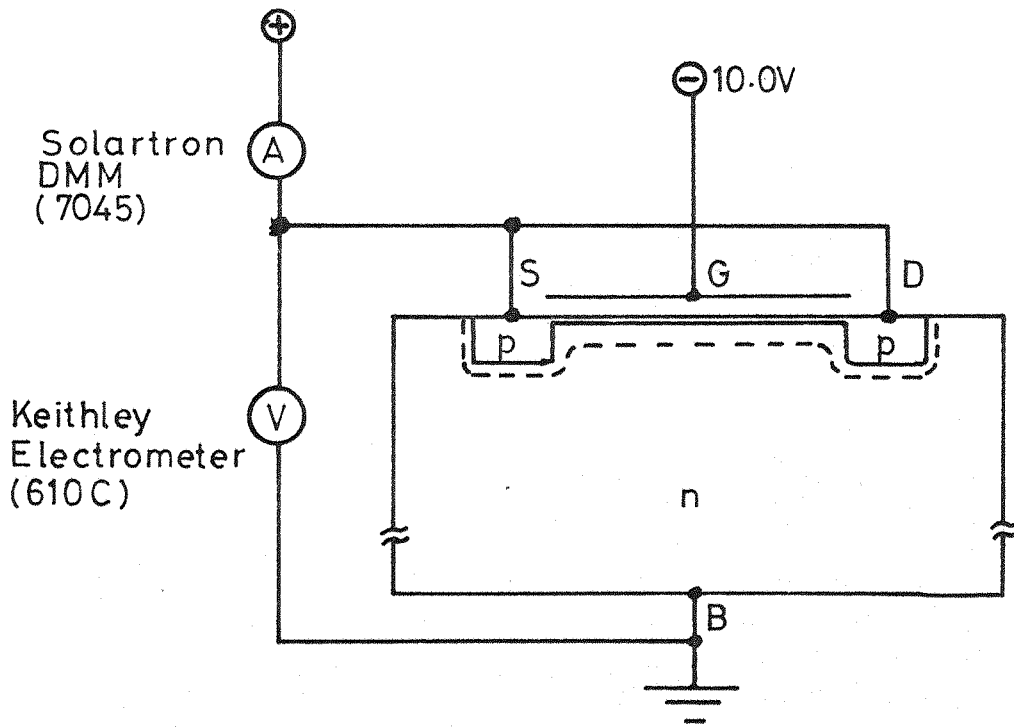 +
− 10.0V
Solartron
DMM
(7045)
A
S
G
D
p
p
Keithley
Electrometer
(610C)
V
n
B